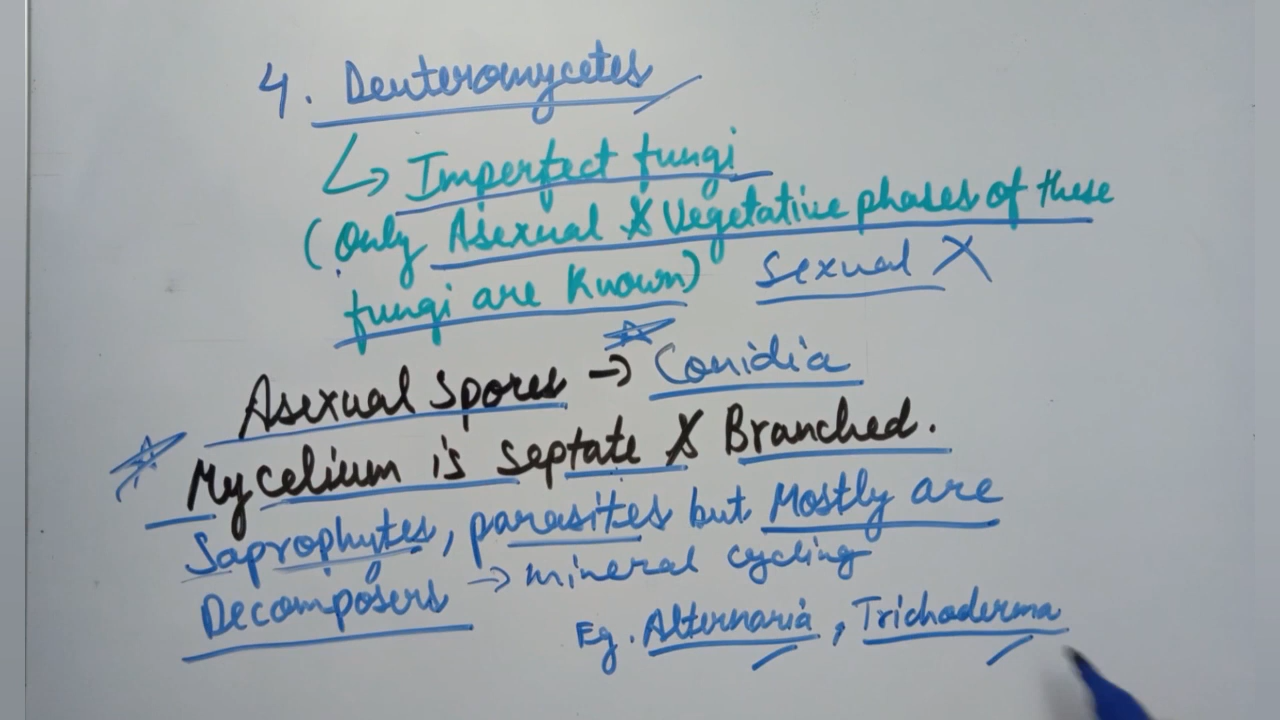 4. Deuteromycetes
↳ Imperfect fungi
(Only Asexual & Vegetative phases of these
fungi are Known) Sexual X
Asexual Spores → Conidia
Mycelium is septate & Branched.
Saprophytes, parasites but Mostly are
Decomposers → mineral cycling
Eg. Alternaria, Trichoderma